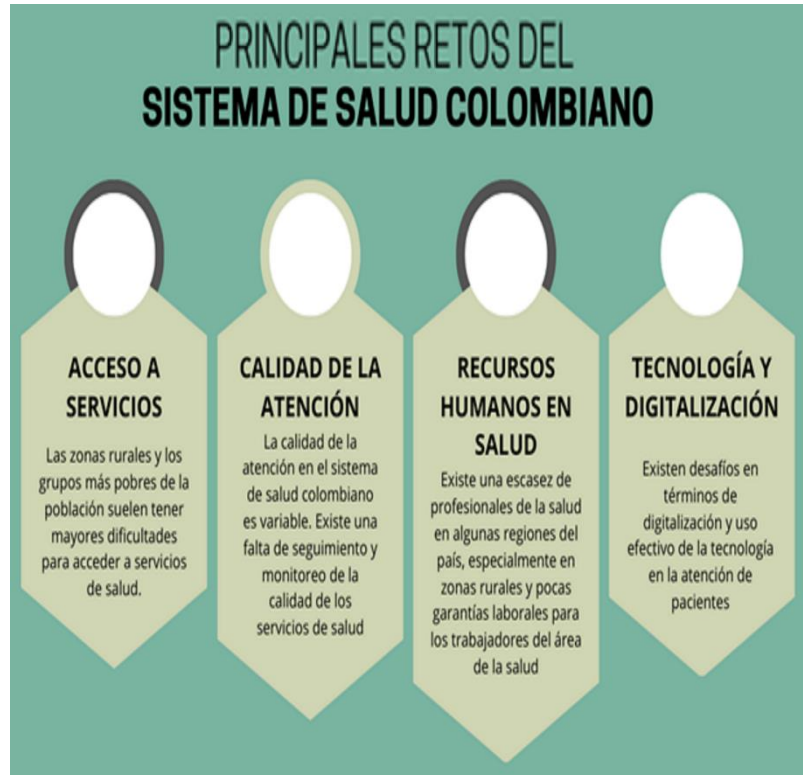 PRINCIPALES RETOS DEL
SISTEMA DE SALUD COLOMBIANO
ACCESO A
SERVICIOS
Las zonas rurales y los
grupos más pobres de la
población suelen tener
mayores dificultades
para acceder a servicios
de salud.
CALIDAD DE LA
ATENCIÓN
La calidad de la
atención en el sistema
de salud colombiano
es variable. Existe una
falta de seguimiento y
monitoreo de la
calidad de los
servicios de salud
RECURSOS
HUMANOS EN
SALUD
Existe una escasez de
profesionales de la salud
en algunas regiones del
país, especialmente en
zonas rurales y pocas
garantías laborales para
los trabajadores del área
de la salud
TECNOLOGÍA Y
DIGITALIZACIÓN
Existen desafíos en
términos de
digitalización y uso
efectivo de la tecnología
en la atención de
pacientes